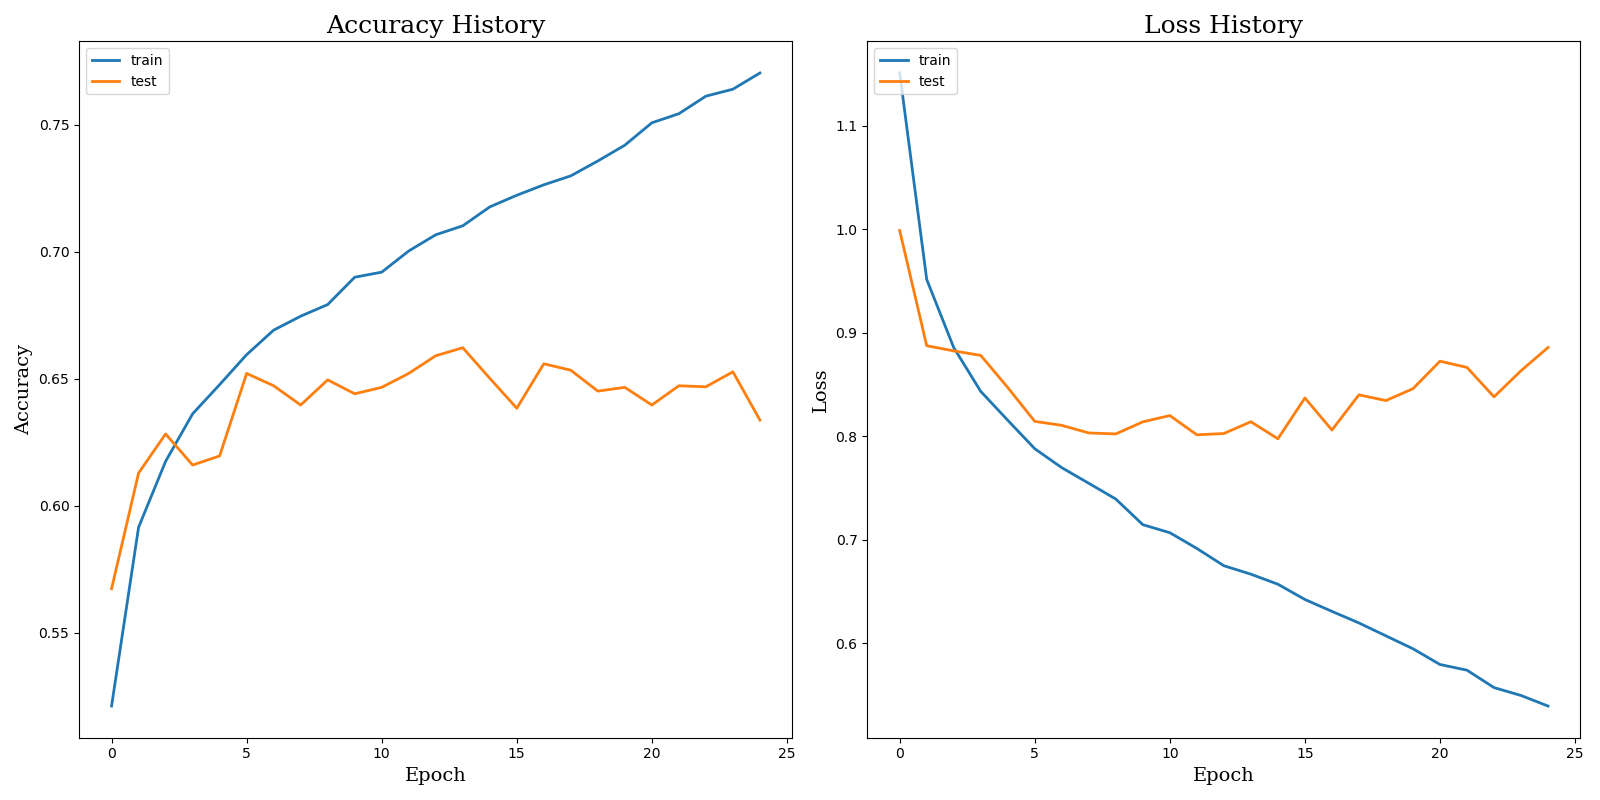 Accuracy History
train
test
0.75
0.70
0.65
0.60
0.55
Accuracy
0 5 10 15 20 25
Epoch
Loss History
train
test
1.1
1.0
0.9
0.8
0.7
0.6
Loss
0 5 10 15 20 25
Epoch